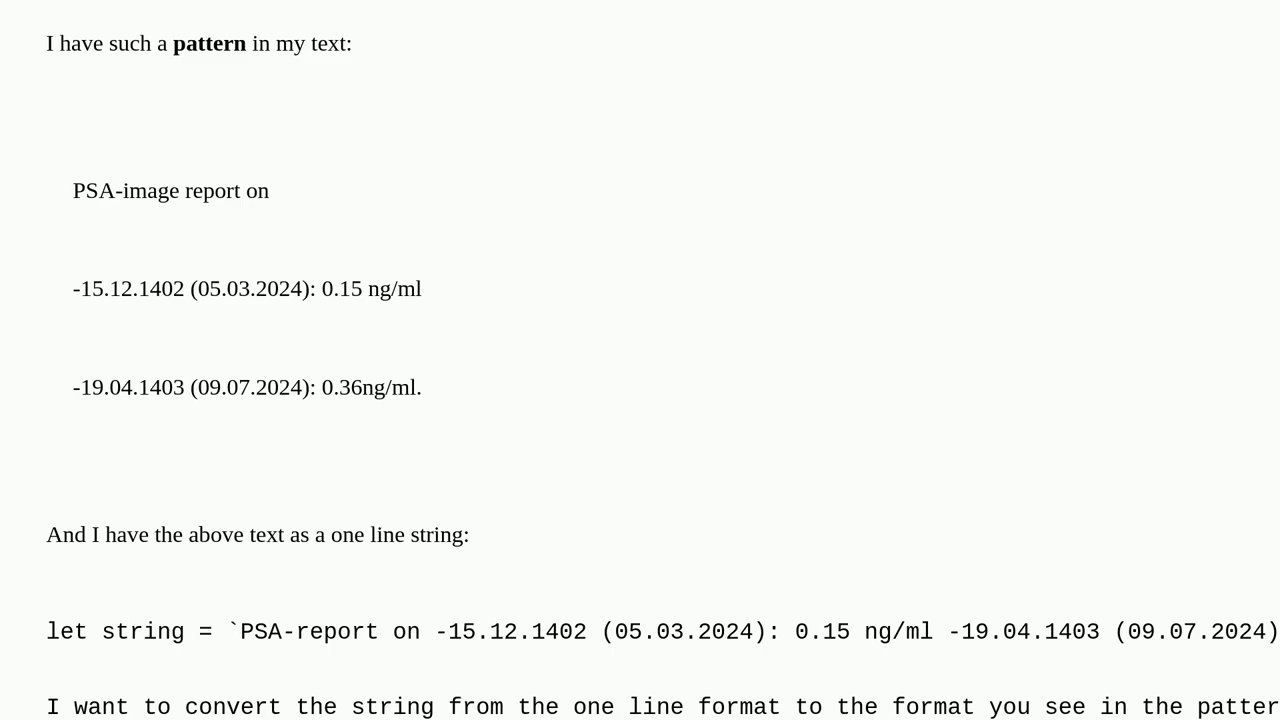 I have such a pattern in my text:
PSA-image report on
-15.12.1402 (05.03.2024): 0.15 ng/ml
-19.04.1403 (09.07.2024): 0.36ng/ml.
And I have the above text as a one line string:
let string = `PSA-report on -15.12.1402 (05.03.2024): 0.15 ng/ml -19.04.1403 (09.07.2024)
I want to convert the string from the one line format to the format you see in the patter